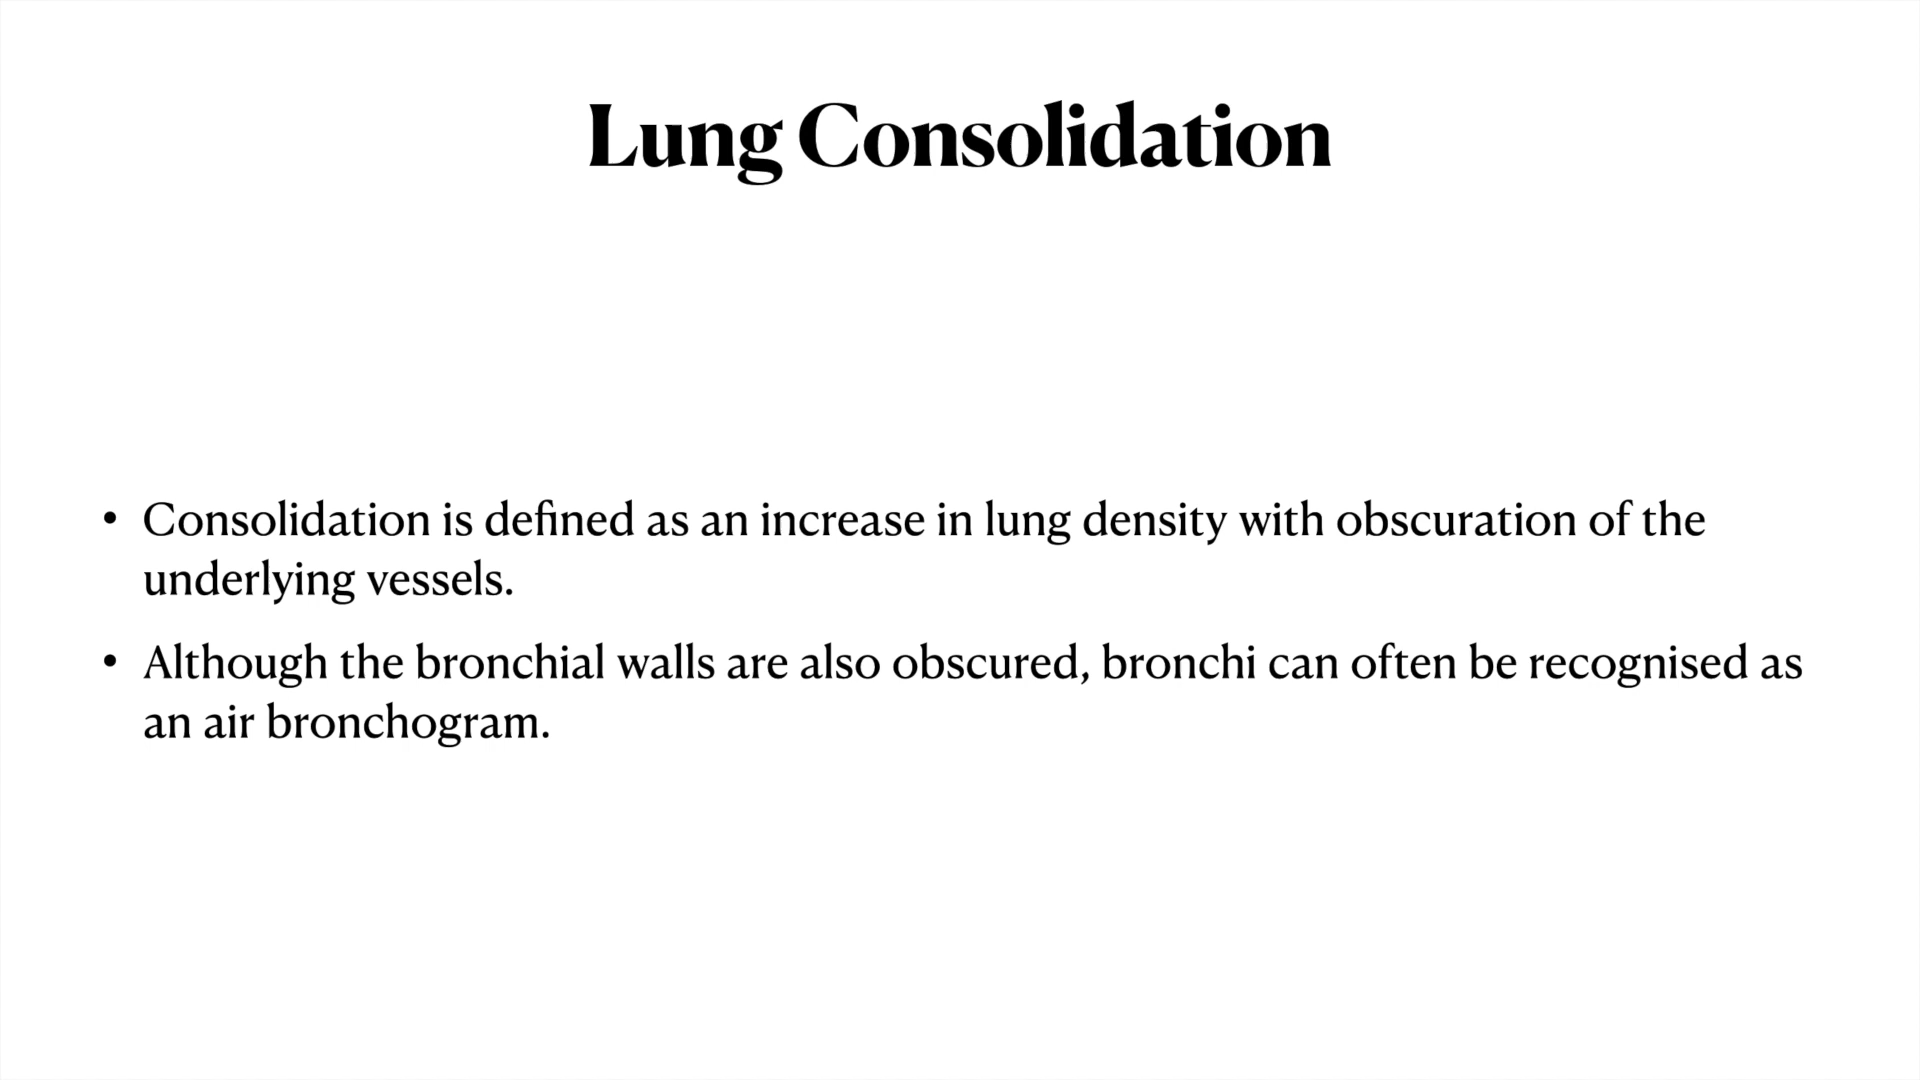 Lung Consolidation
• Consolidation is defined as an increase in lung density with obscuration of the
underlying vessels.
• Although the bronchial walls are also obscured, bronchi can often be recognised as
an air bronchogram.